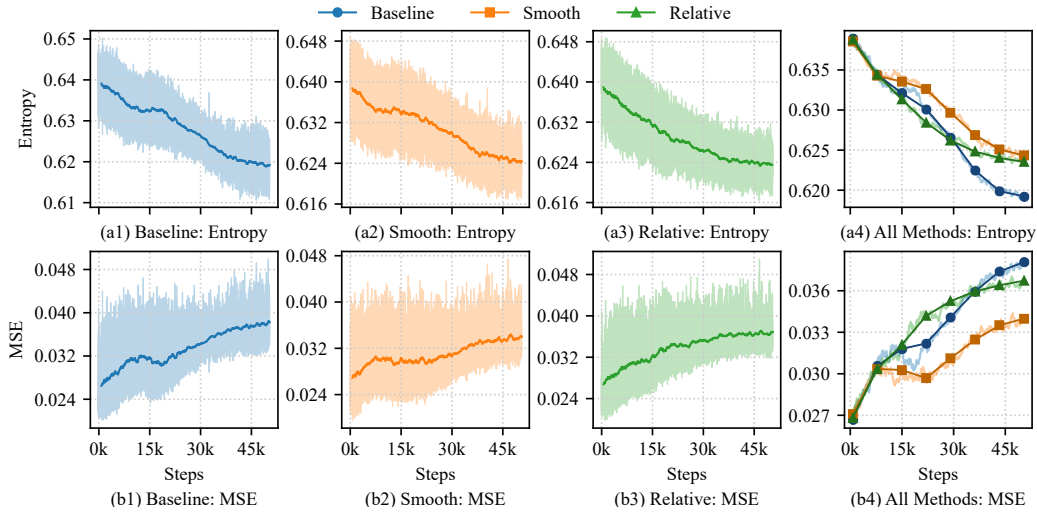 Baseline Smooth Relative
Entropy
0.65
0.64
0.63
0.62
0.61
(a1) Baseline: Entropy
0.648
0.640
0.632
0.624
0.616
(a2) Smooth: Entropy
0.648
0.640
0.632
0.624
0.616
(a3) Relative: Entropy
0.635
0.630
0.625
0.620
(a4) All Methods: Entropy
MSE
0.048
0.040
0.032
0.024
0k 15k 30k 45k
Steps
(b1) Baseline: MSE
0.048
0.040
0.032
0.024
0k 15k 30k 45k
Steps
(b2) Smooth: MSE
0.048
0.040
0.032
0.024
0k 15k 30k 45k
Steps
(b3) Relative: MSE
0.036
0.033
0.030
0.027
0k 15k 30k 45k
Steps
(b4) All Methods: MSE